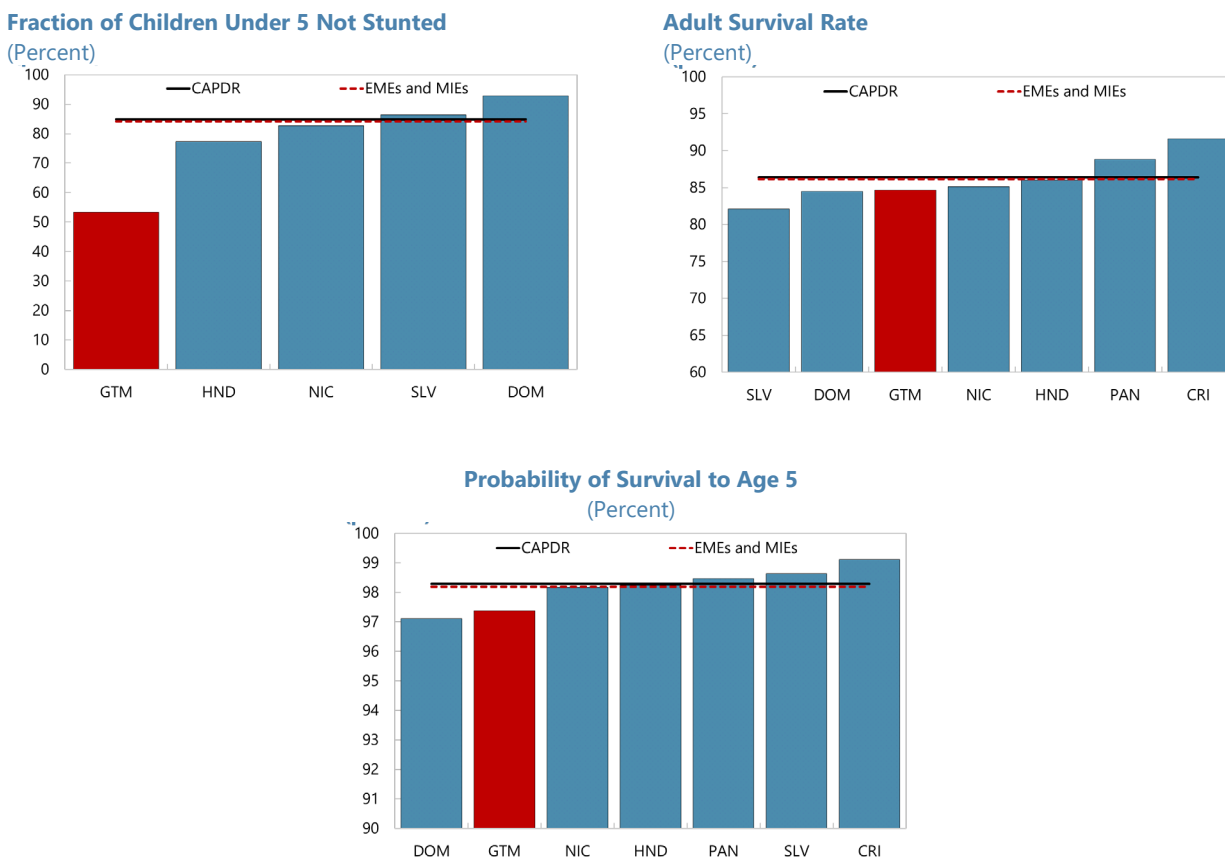 Fraction of Children Under 5 Not Stunted
(Percent)
100
CAPDR
EMEs and MIEs
90
80
70
60
50
40
30
20
10
0
GTM HND NIC SLV DOM
Adult Survival Rate
(Percent)
100
CAPDR
EMEs and MIEs
95
90
85
80
75
70
65
60
SLV DOM GTM NIC HND PAN CRI
Probability of Survival to Age 5
(Percent)
100
CAPDR
EMEs and MIEs
99
98
97
96
95
94
93
92
91
90
DOM GTM NIC HND PAN SLV CRI